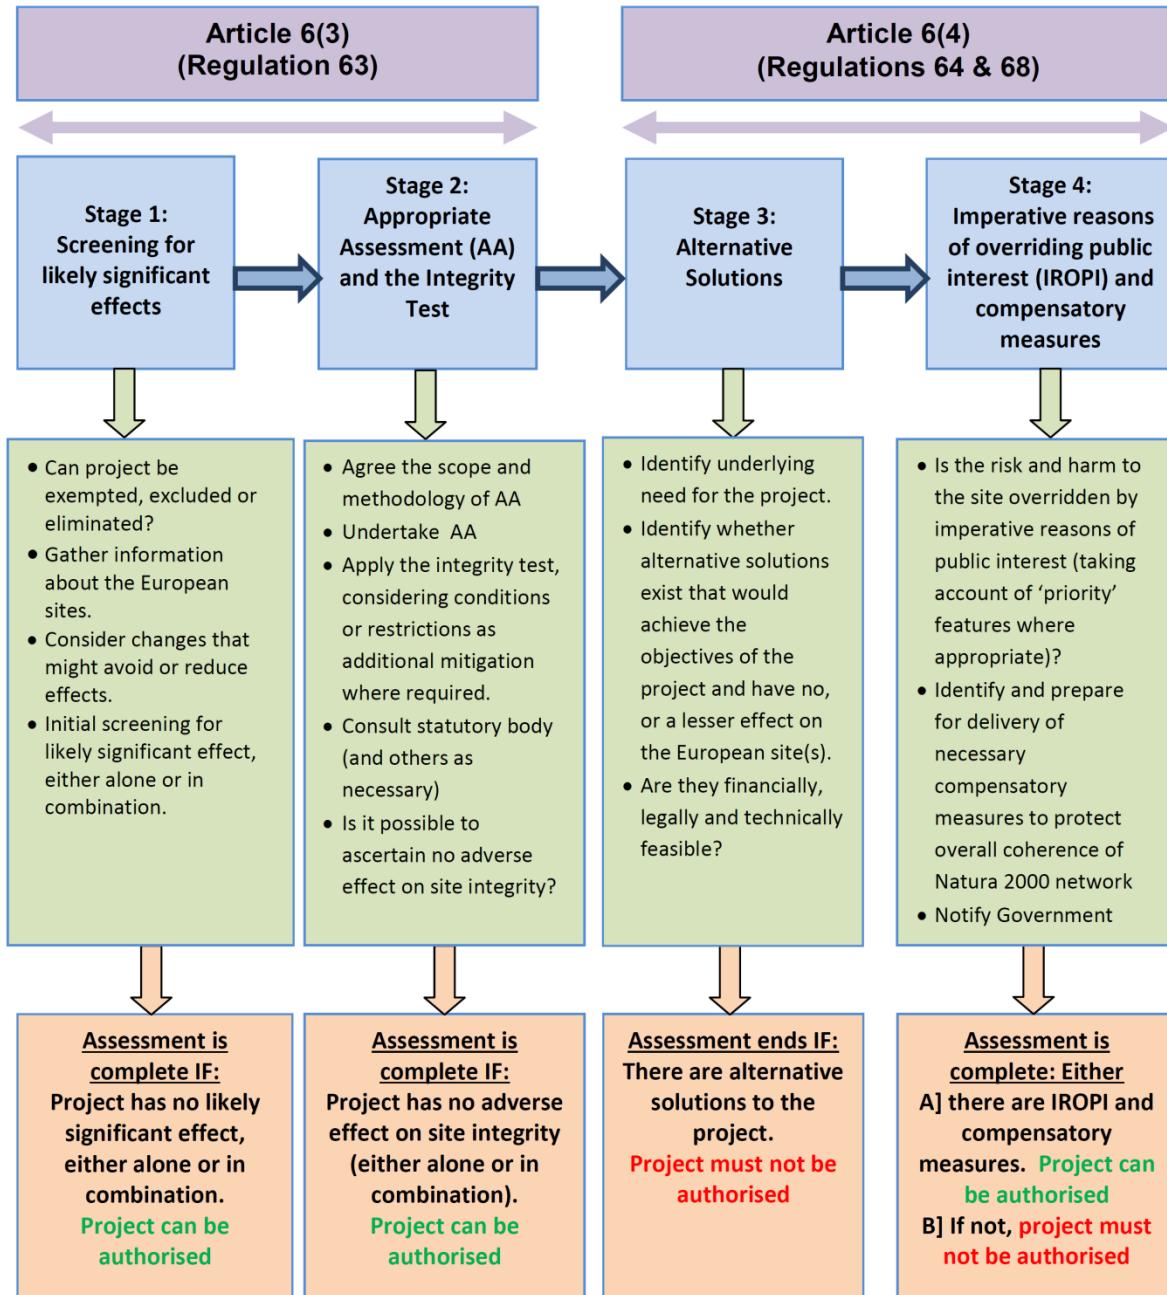 Article 6(3)
(Regulation 63)
Article 6(4)
(Regulations 64 & 68)
Stage 1:
Screening for
likely significant
effects
Stage 2:
Appropriate
Assessment (AA)
and the Integrity
Test
Stage 3:
Alternative
Solutions
Stage 4:
Imperative reasons
of overriding public
interest (IROPI) and
compensatory
measures
• Can project be
exempted, excluded or
eliminated?
• Gather information
about the European
sites.
• Consider changes that
might avoid or reduce
effects.
• Initial screening for
likely significant effect,
either alone or in
combination.
• Agree the scope and
methodology of AA
• Undertake AA
• Apply the integrity test,
considering conditions
or restrictions as
additional mitigation
where required.
• Consult statutory body
(and others as
necessary)
• Is it possible to
ascertain no adverse
effect on site integrity?
• Identify underlying
need for the project.
• Identify whether
alternative solutions
exist that would
achieve the
objectives of the
project and have no,
or a lesser effect on
the European site(s).
• Are they financially,
legally and technically
feasible?
• Is the risk and harm to
the site overridden by
imperative reasons of
public interest (taking
account of ‘priority’
features where
appropriate)?
• Identify and prepare
for delivery of
necessary
compensatory
measures to protect
overall coherence of
Natura 2000 network
• Notify Government
Assessment is
complete IF:
Project has no likely
significant effect,
either alone or in
combination.
Project can be
authorised
Assessment is
complete IF:
Project has no adverse
effect on site integrity
(either alone or in
combination).
Project can be
authorised
Assessment ends IF:
There are alternative
solutions to the
project.
Project must not be
authorised
Assessment is
complete: Either
A] there are IROPI and
compensatory
measures. Project can
be authorised
B] If not, project must
not be authorised